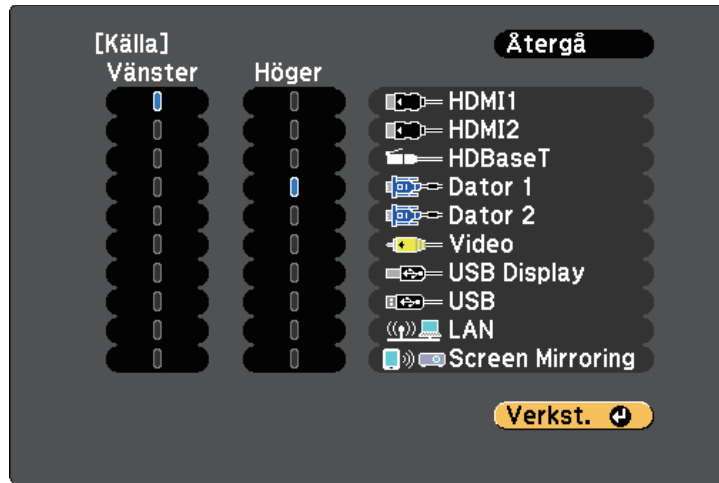 [Källa]
Återgå
Vänster Höger
HDMI1
HDMI2
HDBaseT
Dator 1
Dator 2
Video
USB Display
USB
LAN
Screen Mirroring
Verkst.